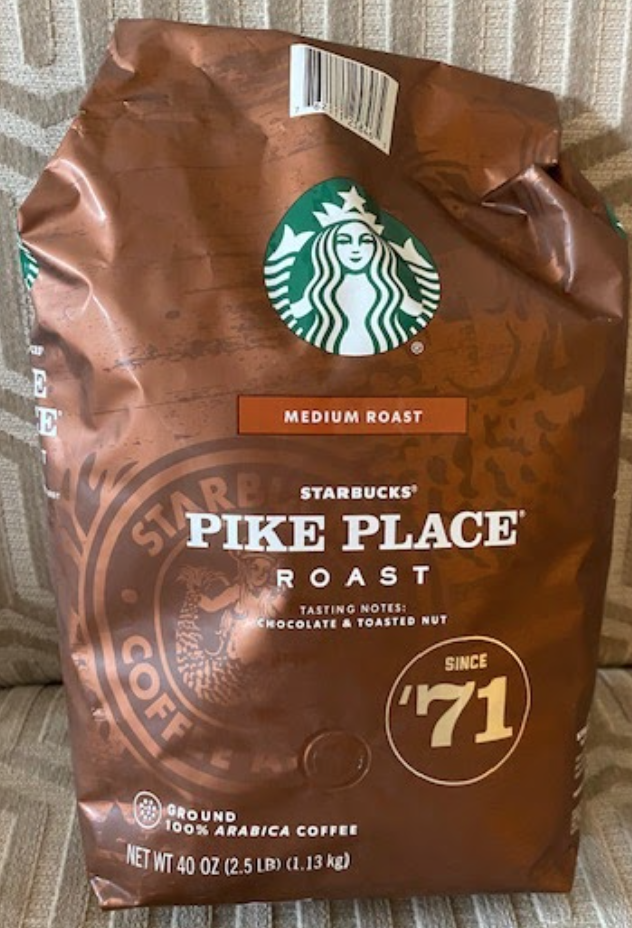 MEDIUM ROAST
STARBUCKS®
PIKE PLACE®
ROAST
TASTING NOTES:
CHOCOLATE & TOASTED NUT
SINCE
'71
GROUND
100% ARABICA COFFEE
NET WT 40 OZ (2.5 LB) (1.13 kg)